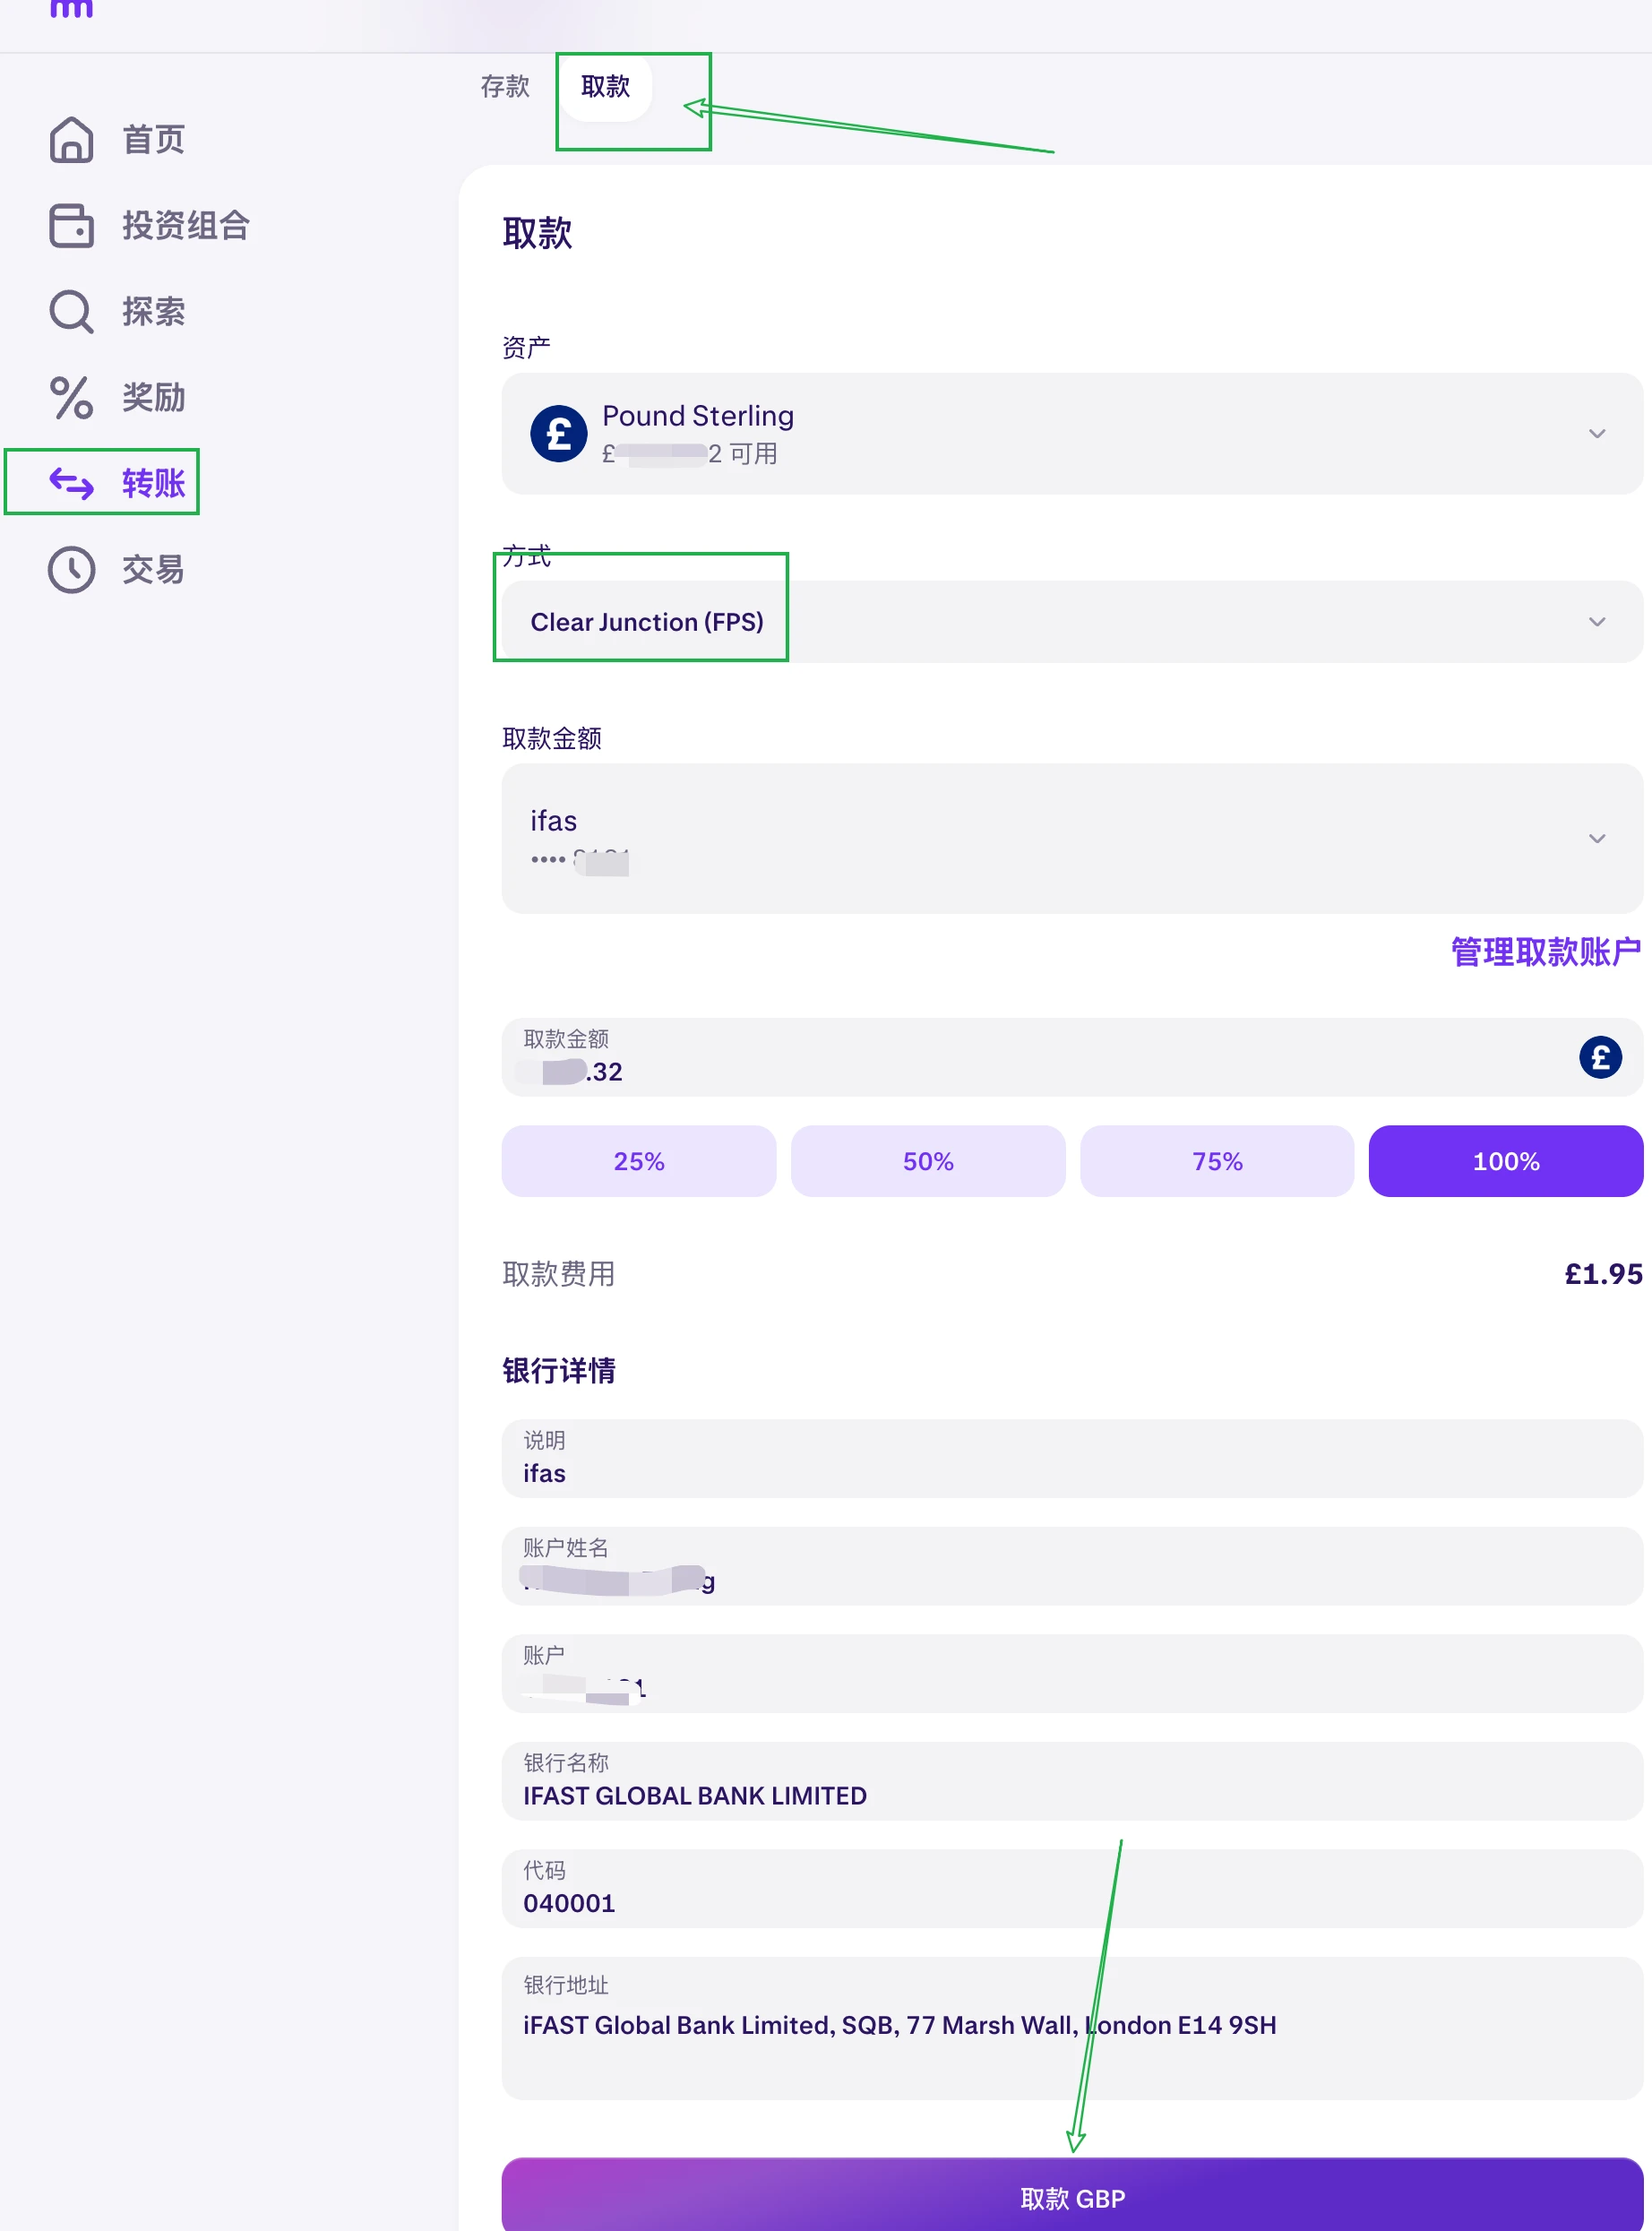 存款
取款
首页
投资组合
探索
奖励
转账
交易
取款
资产
Pound Sterling
£ 2 可用
方式
Clear Junction (FPS)
取款金额
ifas
••••
管理取款账户
取款金额
.32
25%
50%
75%
100%
取款费用
£1.95
银行详情
说明
ifas
账户姓名
g
账户
1
银行名称
IFAST GLOBAL BANK LIMITED
代码
040001
银行地址
iFAST Global Bank Limited, SQB, 77 Marsh Wall, London E14 9SH
取款 GBP